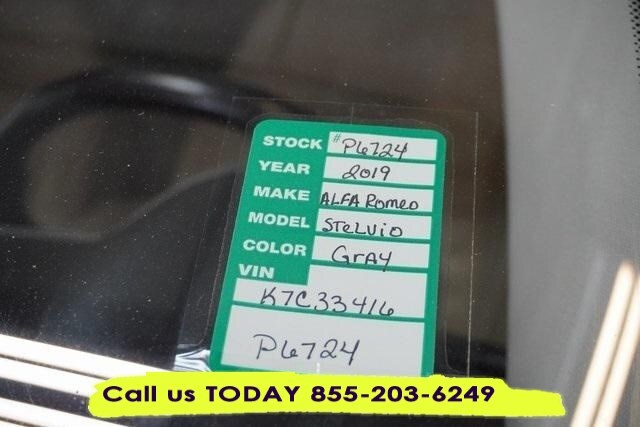 STOCK # P6724
YEAR 2019
MAKE ALFA Romeo
MODEL STELVIO
COLOR GRAY
VIN
K7C33416
P6724
Call us TODAY 855-203-6249